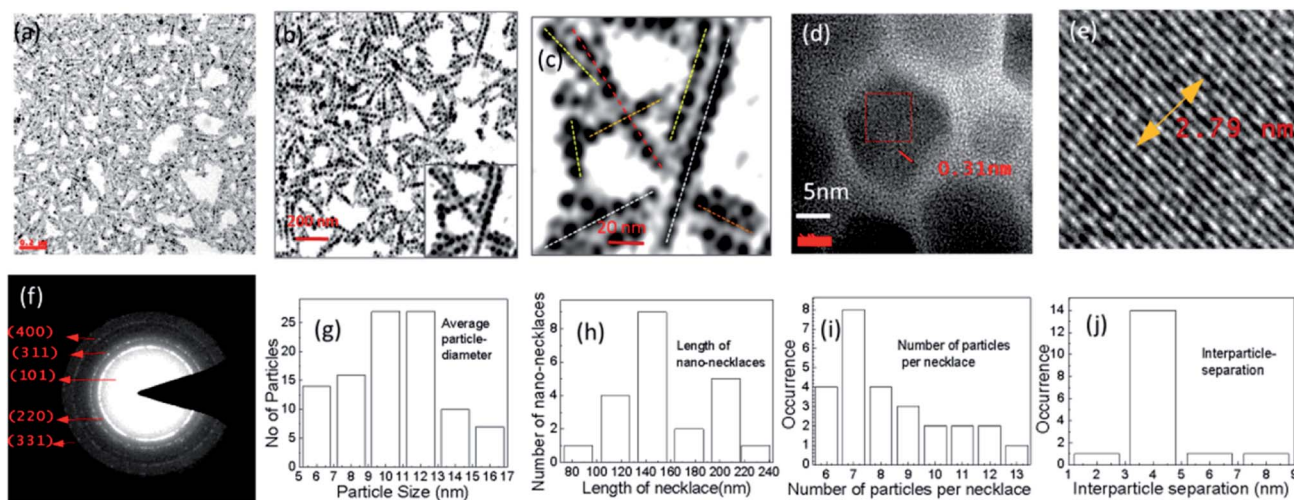 (a)
(b)
200 nm
(c)
20 nm
(d)
0.31nm
5nm
(e)
2.79 nm
(f)
(400)
(311)
(101)
(220)
(331)
(g)
Average
particle-
diameter
No of Particles
25
20
15
10
5
0
5 6 7 8 9 10 11 12 13 14 15 16 17
Particle Size (nm)
(h)
Length of
nano-necklaces
Number of nano-necklaces
10
8
6
4
2
0
80 100 120 140 160 180 200 220 240
Length of necklace(nm)
(i)
Number of particles
per necklace
Occurrence
8
7
6
5
4
3
2
1
0
6 7 8 9 10 11 12 13
Number of particles per necklace
(j)
Interparticle-
separation
Occurrence
14
12
10
8
6
4
2
0
1 2 3 4 5 6 7 8 9
Interparticle separation (nm)